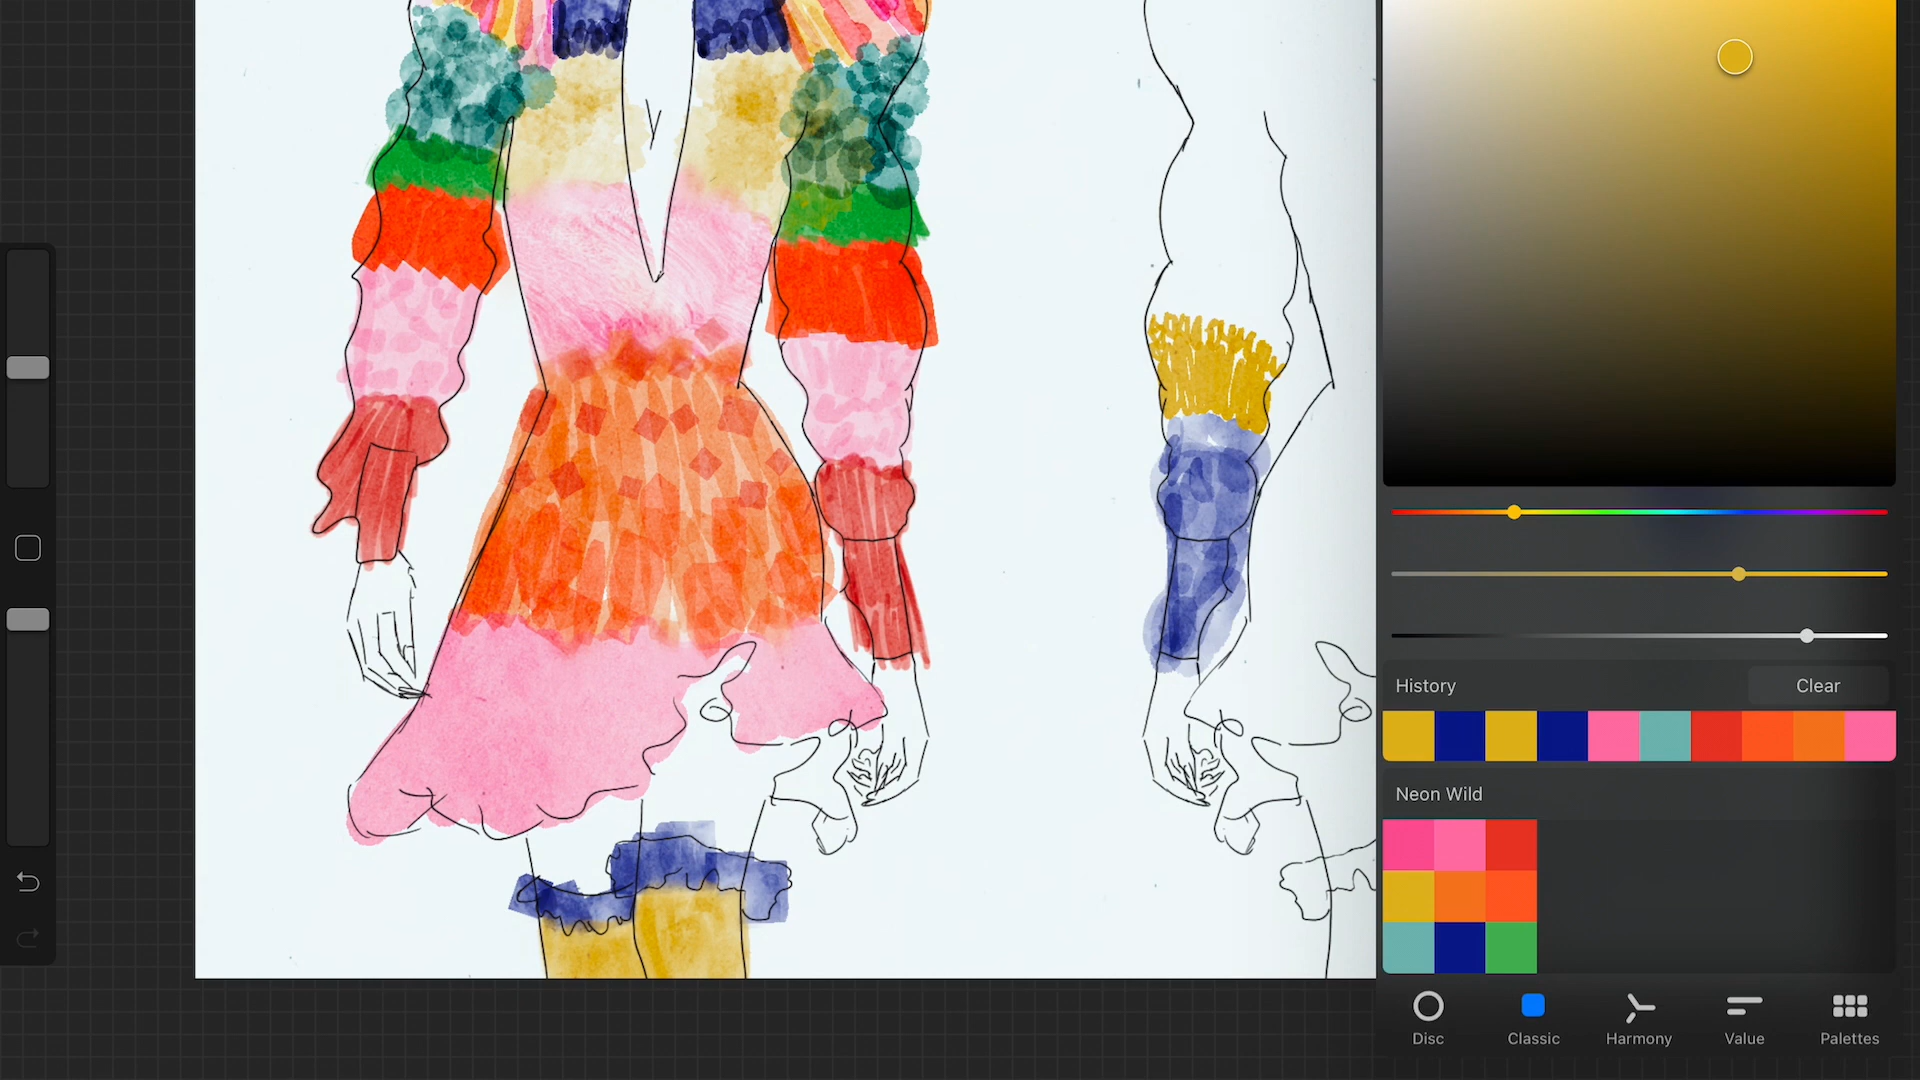 History
Clear
Neon Wild
Disc
Classic
Harmony
Value
Palettes